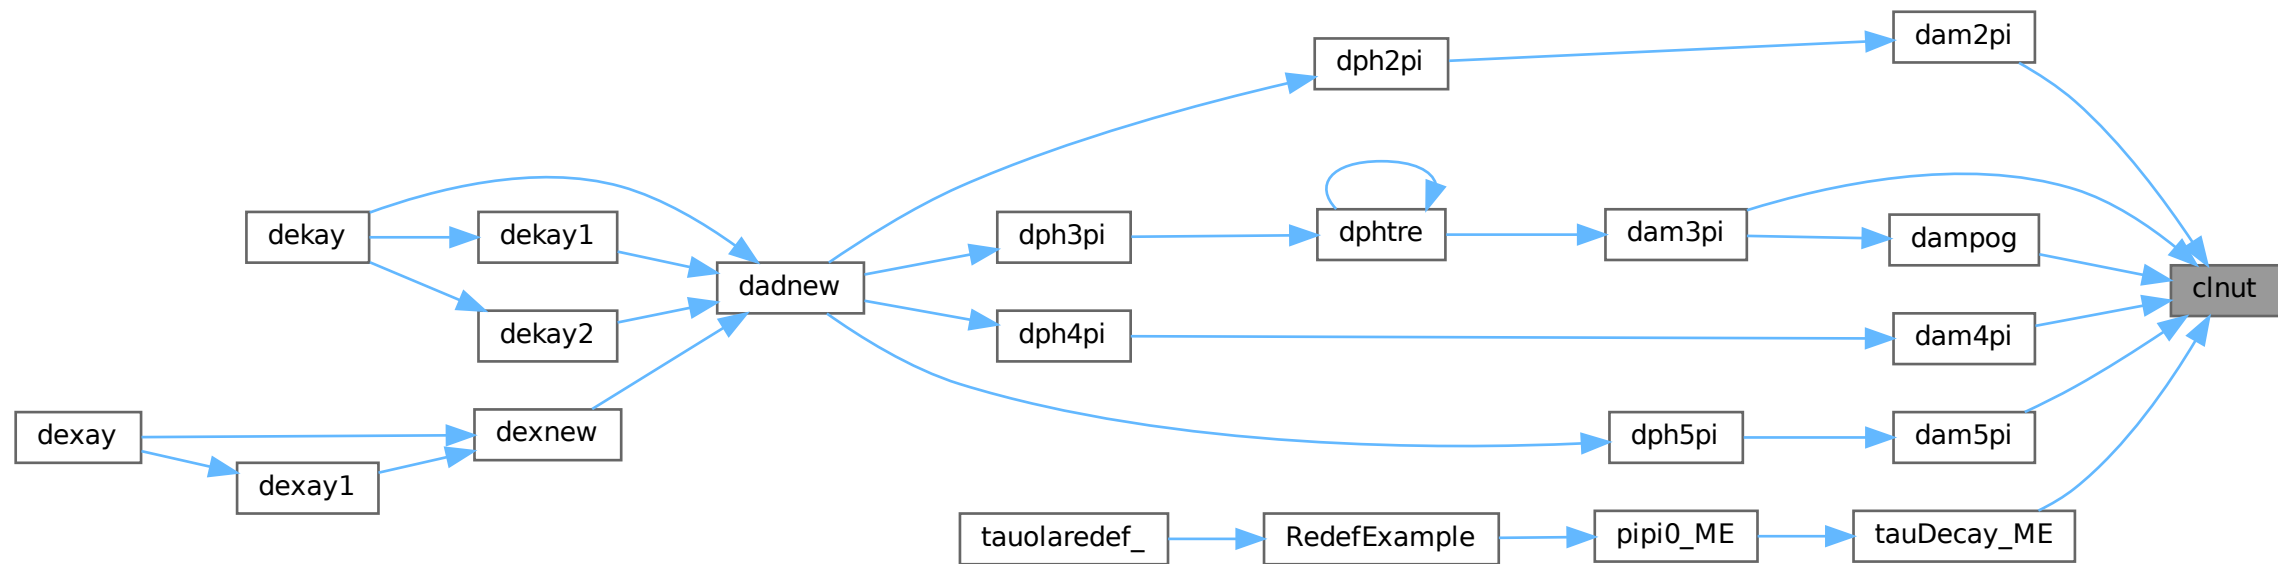 dam2pi
dph2pi
dekay
dekay1
dph3pi
dphtre
dam3pi
dampog
dadnew
clnut
dekay2
dph4pi
dam4pi
dexay
dexnew
dph5pi
dam5pi
dexay1
tauolaredef_
RedefExample
pipi0_ME
tauDecay_ME